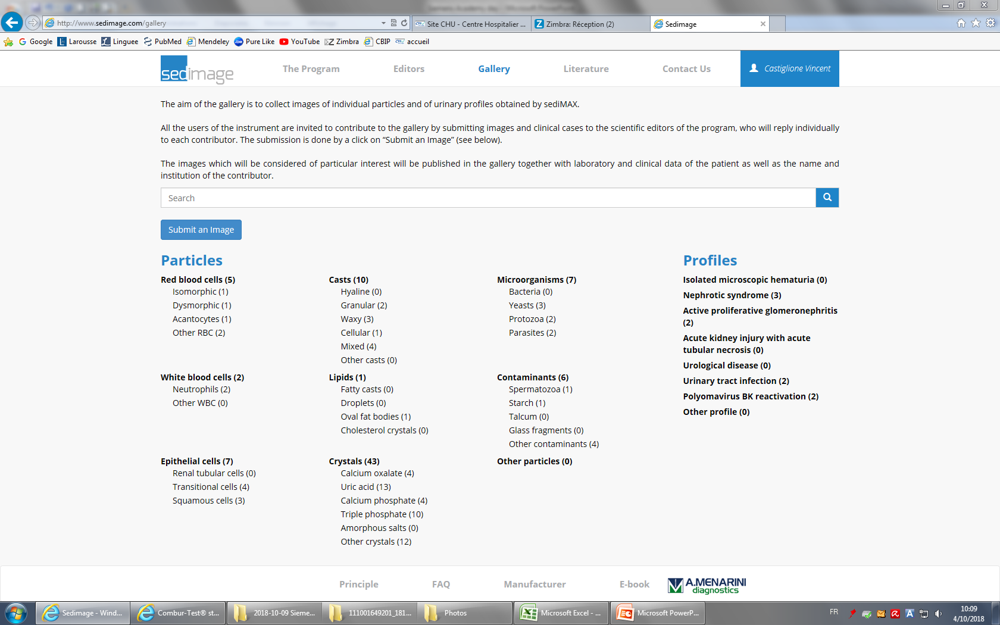 http://www.sedimage.com/gallery
Site CHU - Centre Hospitalier ...
Zimbra: Réception (2)
Sedimage
Google
Larousse
Linguee
PubMed
Mendeley
Pure Like
YouTube
Zimbra
CBIP
accueil
sedimage
The Program
Editors
Gallery
Literature
Contact Us
Castiglione Vincent
The aim of the gallery is to collect images of individual particles and of urinary profiles obtained by sediMAX.
All the users of the instrument are invited to contribute to the gallery by submitting images and clinical cases to the scientific editors of the program, who will reply individually
to each contributor. The submission is done by a click on “Submit an Image” (see below).
The images which will be considered of particular interest will be published in the gallery together with laboratory and clinical data of the patient as well as the name and
institution of the contributor.
Search
Submit an Image
Particles
Red blood cells (5)
Isomorphic (1)
Dysmorphic (1)
Acantocytes (1)
Other RBC (2)
Casts (10)
Hyaline (0)
Granular (2)
Waxy (3)
Cellular (1)
Mixed (4)
Other casts (0)
Microorganisms (7)
Bacteria (0)
Yeasts (3)
Protozoa (2)
Parasites (2)
White blood cells (2)
Neutrophils (2)
Other WBC (0)
Lipids (1)
Fatty casts (0)
Droplets (0)
Oval fat bodies (1)
Cholesterol crystals (0)
Contaminants (6)
Spermatozoa (1)
Starch (1)
Talcum (0)
Glass fragments (0)
Other contaminants (4)
Epithelial cells (7)
Renal tubular cells (0)
Transitional cells (4)
Squamous cells (3)
Crystals (43)
Calcium oxalate (4)
Uric acid (13)
Calcium phosphate (4)
Triple phosphate (10)
Amorphous salts (0)
Other crystals (12)
Other particles (0)
Profiles
Isolated microscopic hematuria (0)
Nephrotic syndrome (3)
Active proliferative glomeronephritis
(2)
Acute kidney injury with acute
tubular necrosis (0)
Urological disease (0)
Urinary tract infection (2)
Polyomavirus BK reactivation (2)
Other profile (0)
Principle
FAQ
Manufacturer
E-book
A.MENARINI
diagnostics
Sedimage - Wind...
Combur-Test® st...
2018-10-09 Sieme...
111001649201_181...
Photos
Microsoft Excel - ...
Microsoft PowerP...
FR
10:09
4/10/2018